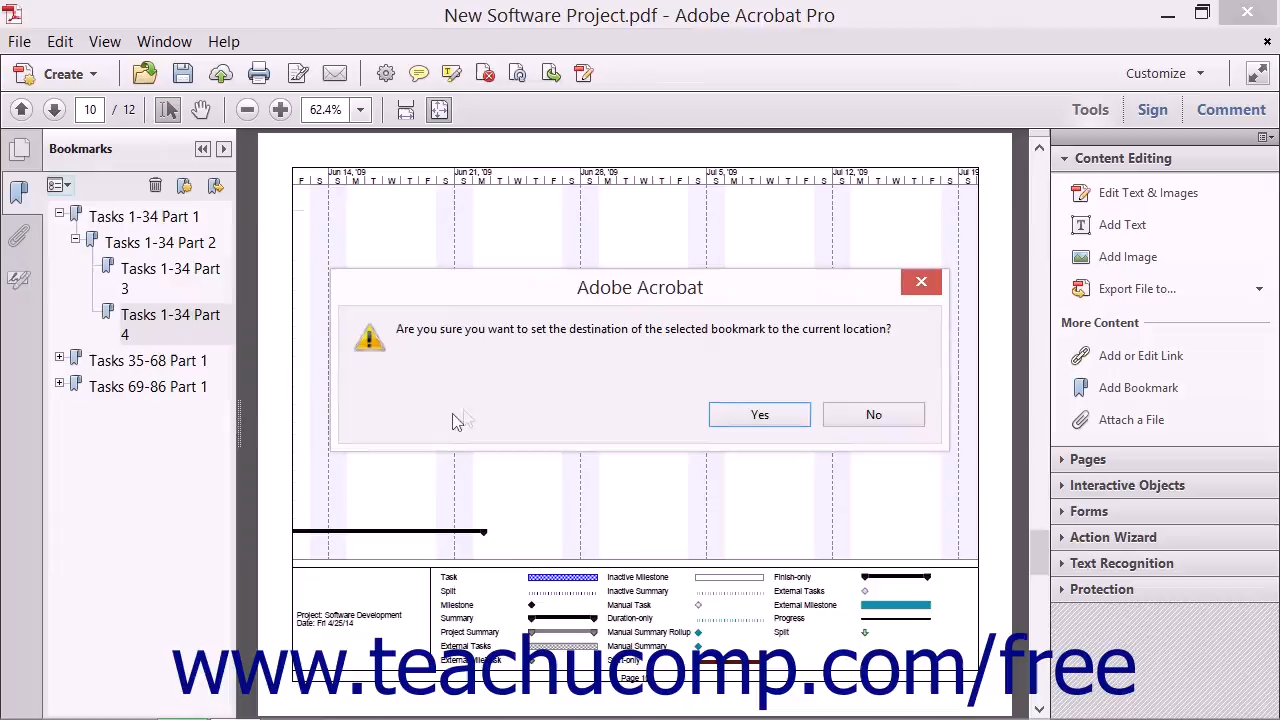 New Software Project.pdf - Adobe Acrobat Pro
File Edit View Window Help
Create
Customize
10 / 12
62.4%
Tools Sign Comment
Bookmarks
Tasks 1-34 Part 1
Tasks 1-34 Part 2
Tasks 1-34 Part
3
Tasks 1-34 Part
4
Tasks 35-68 Part 1
Tasks 69-86 Part 1
Jun 14, '09 Jun 21, '09 Jun 28, '09 Jul 5, '09 Jul 12, '09 Jul 19
F S S M T W T F S S M T W T F S S M T W T F S S M T W T F S S M T W T F S S
Adobe Acrobat
Are you sure you want to set the destination of the selected bookmark to the current location?
Yes No
Project: Software Development
Date: Fri 4/25/14
Task
Split
Milestone
Summary
Project Summary
External Tasks
Inactive Milestone
Inactive Summary
Manual Task
Duration-only
Manual Summary Rollup
Manual Summary
Finish-only
External Tasks
External Milestone
Progress
Split
Page
Content Editing
Edit Text & Images
Add Text
Add Image
Export File to...
More Content
Add or Edit Link
Add Bookmark
Attach a File
Pages
Interactive Objects
Forms
Action Wizard
Text Recognition
Protection
www.teachucomp.com/free